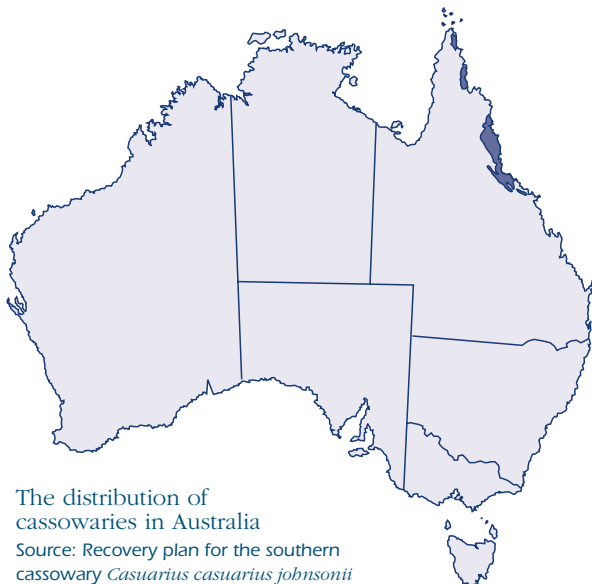 The distribution of
cassowaries in Australia
Source: Recovery plan for the southern
cassowary Casuarius casuarius johnsonii